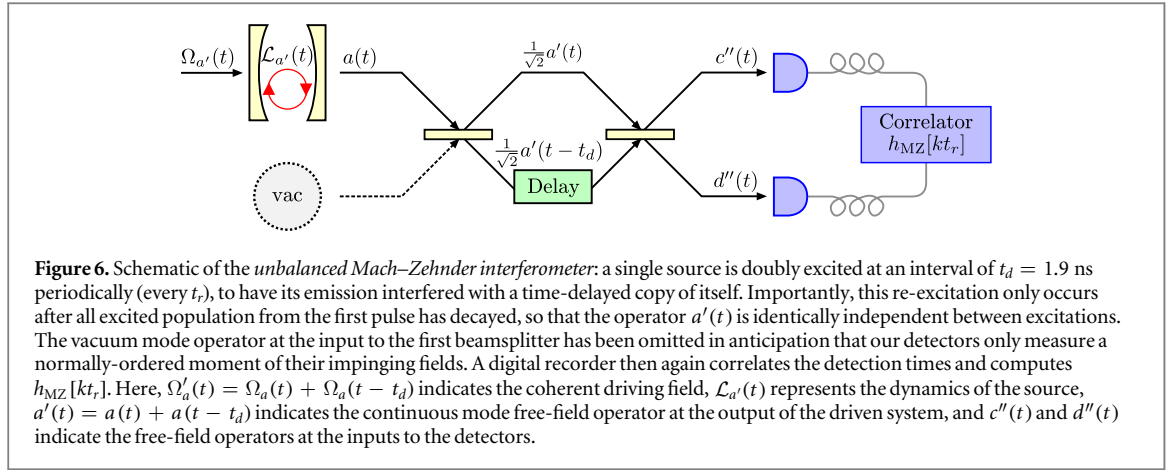 Ωₐ′(t)
ℒₐ′(t)
a(t)
1/√2 a′(t)
c″(t)
Correlator
h_MZ[kt_r]
1/√2 a′(t − t_d)
Delay
vac
d″(t)
Figure 6. Schematic of the unbalanced Mach–Zehnder interferometer: a single source is doubly excited at an interval of t_d = 1.9 ns
periodically (every t_r), to have its emission interfered with a time-delayed copy of itself. Importantly, this re-excitation only occurs
after all excited population from the first pulse has decayed, so that the operator a′(t) is identically independent between excitations.
The vacuum mode operator at the input to the first beamsplitter has been omitted in anticipation that our detectors only measure a
normally-ordered moment of their impinging fields. A digital recorder then again correlates the detection times and computes
h_MZ[kt_r]. Here, Ω′ₐ(t) = Ωₐ(t) + Ωₐ(t − t_d) indicates the coherent driving field, ℒₐ′(t) represents the dynamics of the source,
a′(t) = a(t) + a(t − t_d) indicates the continuous mode free-field operator at the output of the driven system, and c″(t) and d″(t)
indicate the free-field operators at the inputs to the detectors.